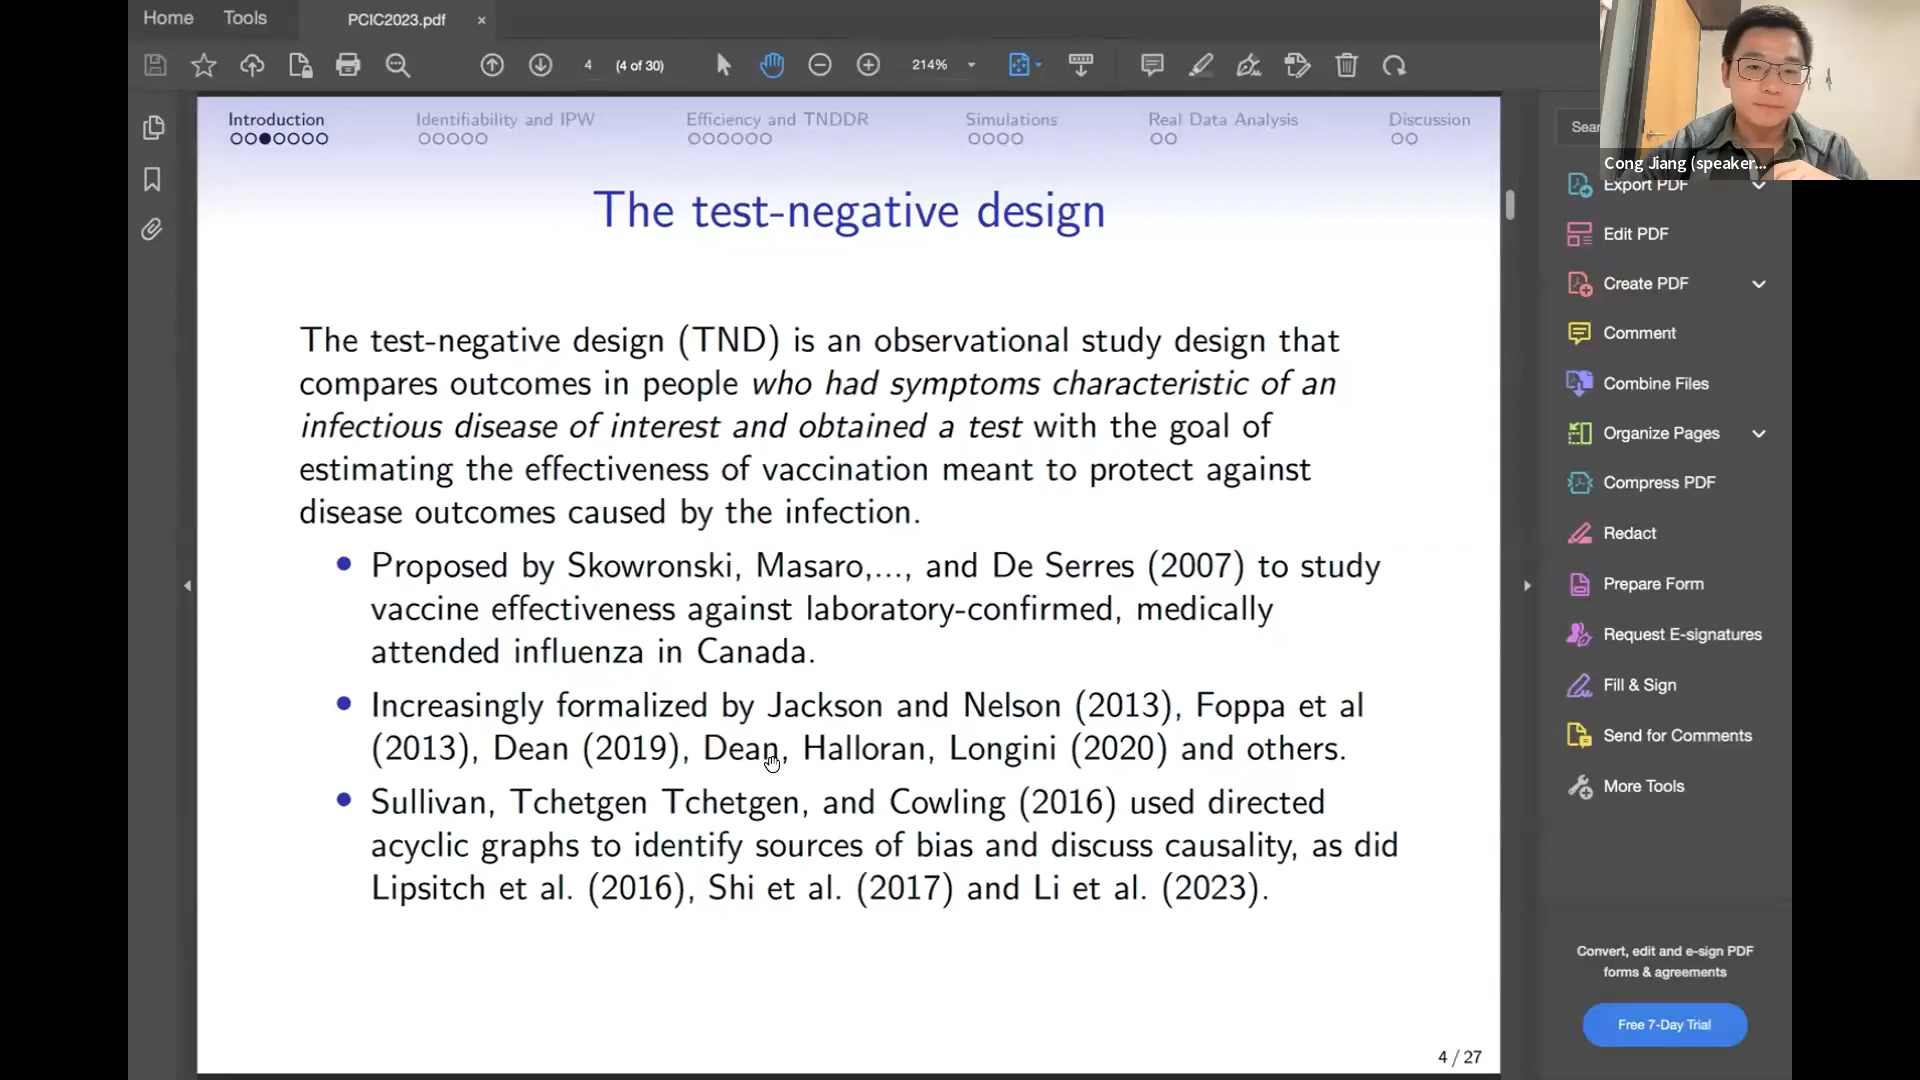 Home Tools PCIC2023.pdf ×
4 (4 of 30) 214%
Introduction Identifiability and IPW Efficiency and TNDDR Simulations Real Data Analysis Discussion
The test-negative design
The test-negative design (TND) is an observational study design that
compares outcomes in people who had symptoms characteristic of an
infectious disease of interest and obtained a test with the goal of
estimating the effectiveness of vaccination meant to protect against
disease outcomes caused by the infection.
Proposed by Skowronski, Masaro,..., and De Serres (2007) to study
vaccine effectiveness against laboratory-confirmed, medically
attended influenza in Canada.
Increasingly formalized by Jackson and Nelson (2013), Foppa et al
(2013), Dean (2019), Dean, Halloran, Longini (2020) and others.
Sullivan, Tchetgen Tchetgen, and Cowling (2016) used directed
acyclic graphs to identify sources of bias and discuss causality, as did
Lipsitch et al. (2016), Shi et al. (2017) and Li et al. (2023).
4 / 27
Cong Jiang (speaker...
Export PDF
Edit PDF
Create PDF
Comment
Combine Files
Organize Pages
Compress PDF
Redact
Prepare Form
Request E-signatures
Fill & Sign
Send for Comments
More Tools
Convert, edit and e-sign PDF
forms & agreements
Free 7-Day Trial